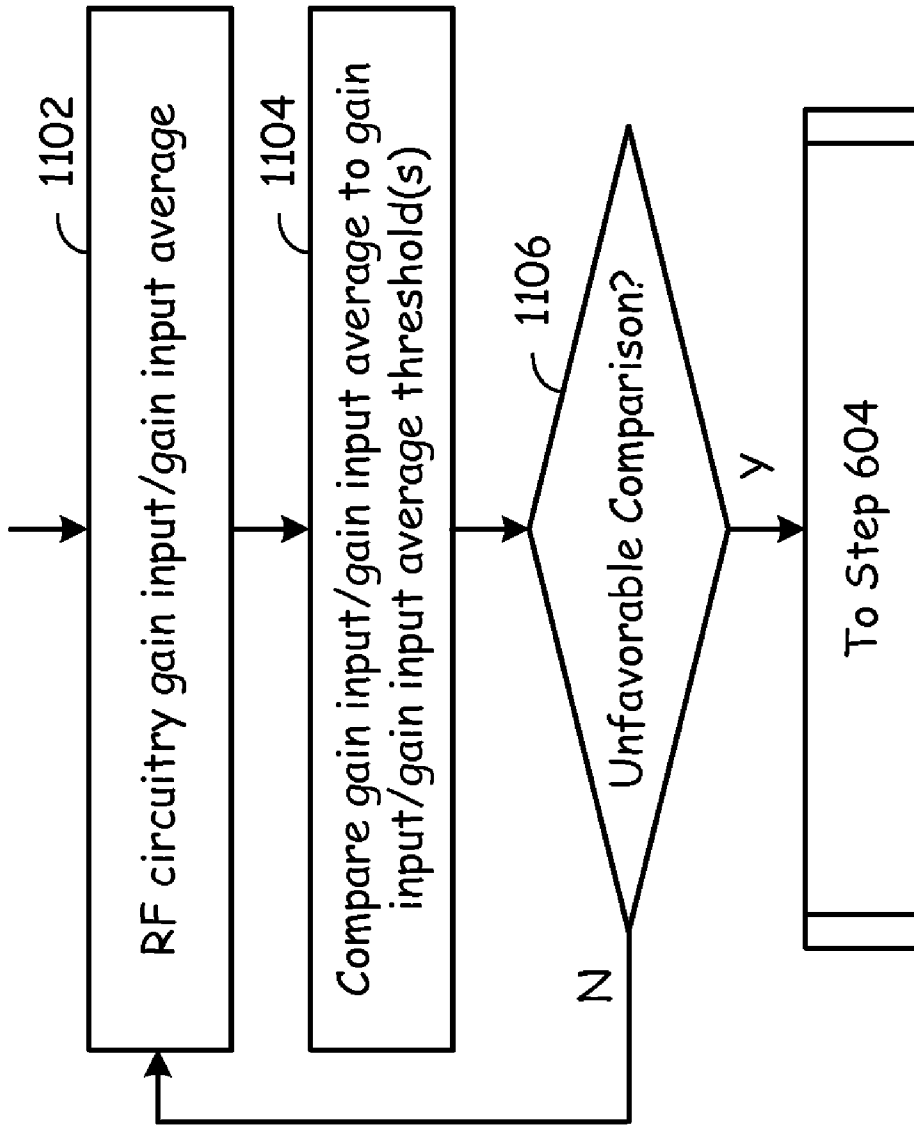 1102
RF circuitry gain input/gain input average
1104
Compare gain input/gain input average to gain
input/gain input average threshold(s)
1106
Unfavorable Comparison?
N
Y
To Step 604